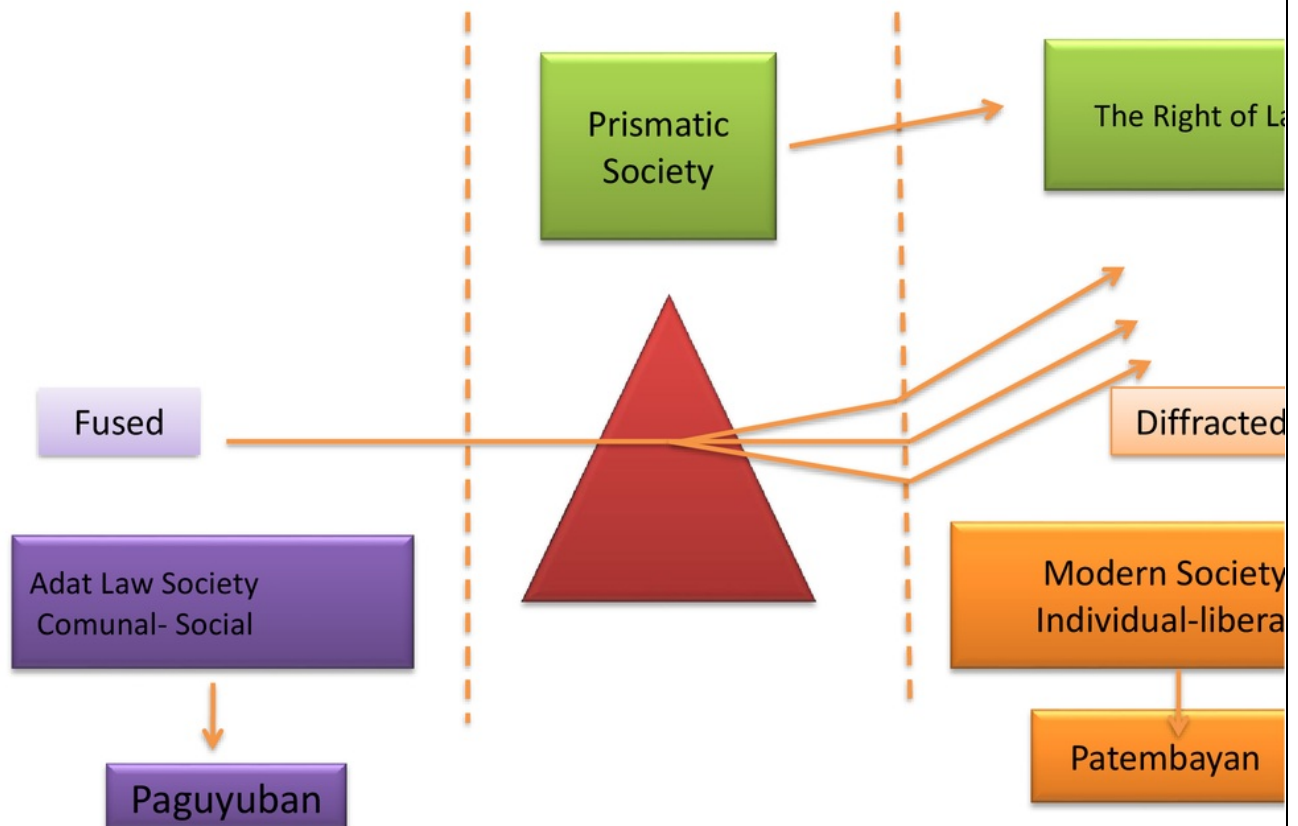 Prismatic
Society
The Right of
Fused
Diffracted
Adat Law Society
Comunal- Social
Modern Society
Individual-libera
Paguyuban
Patembayan